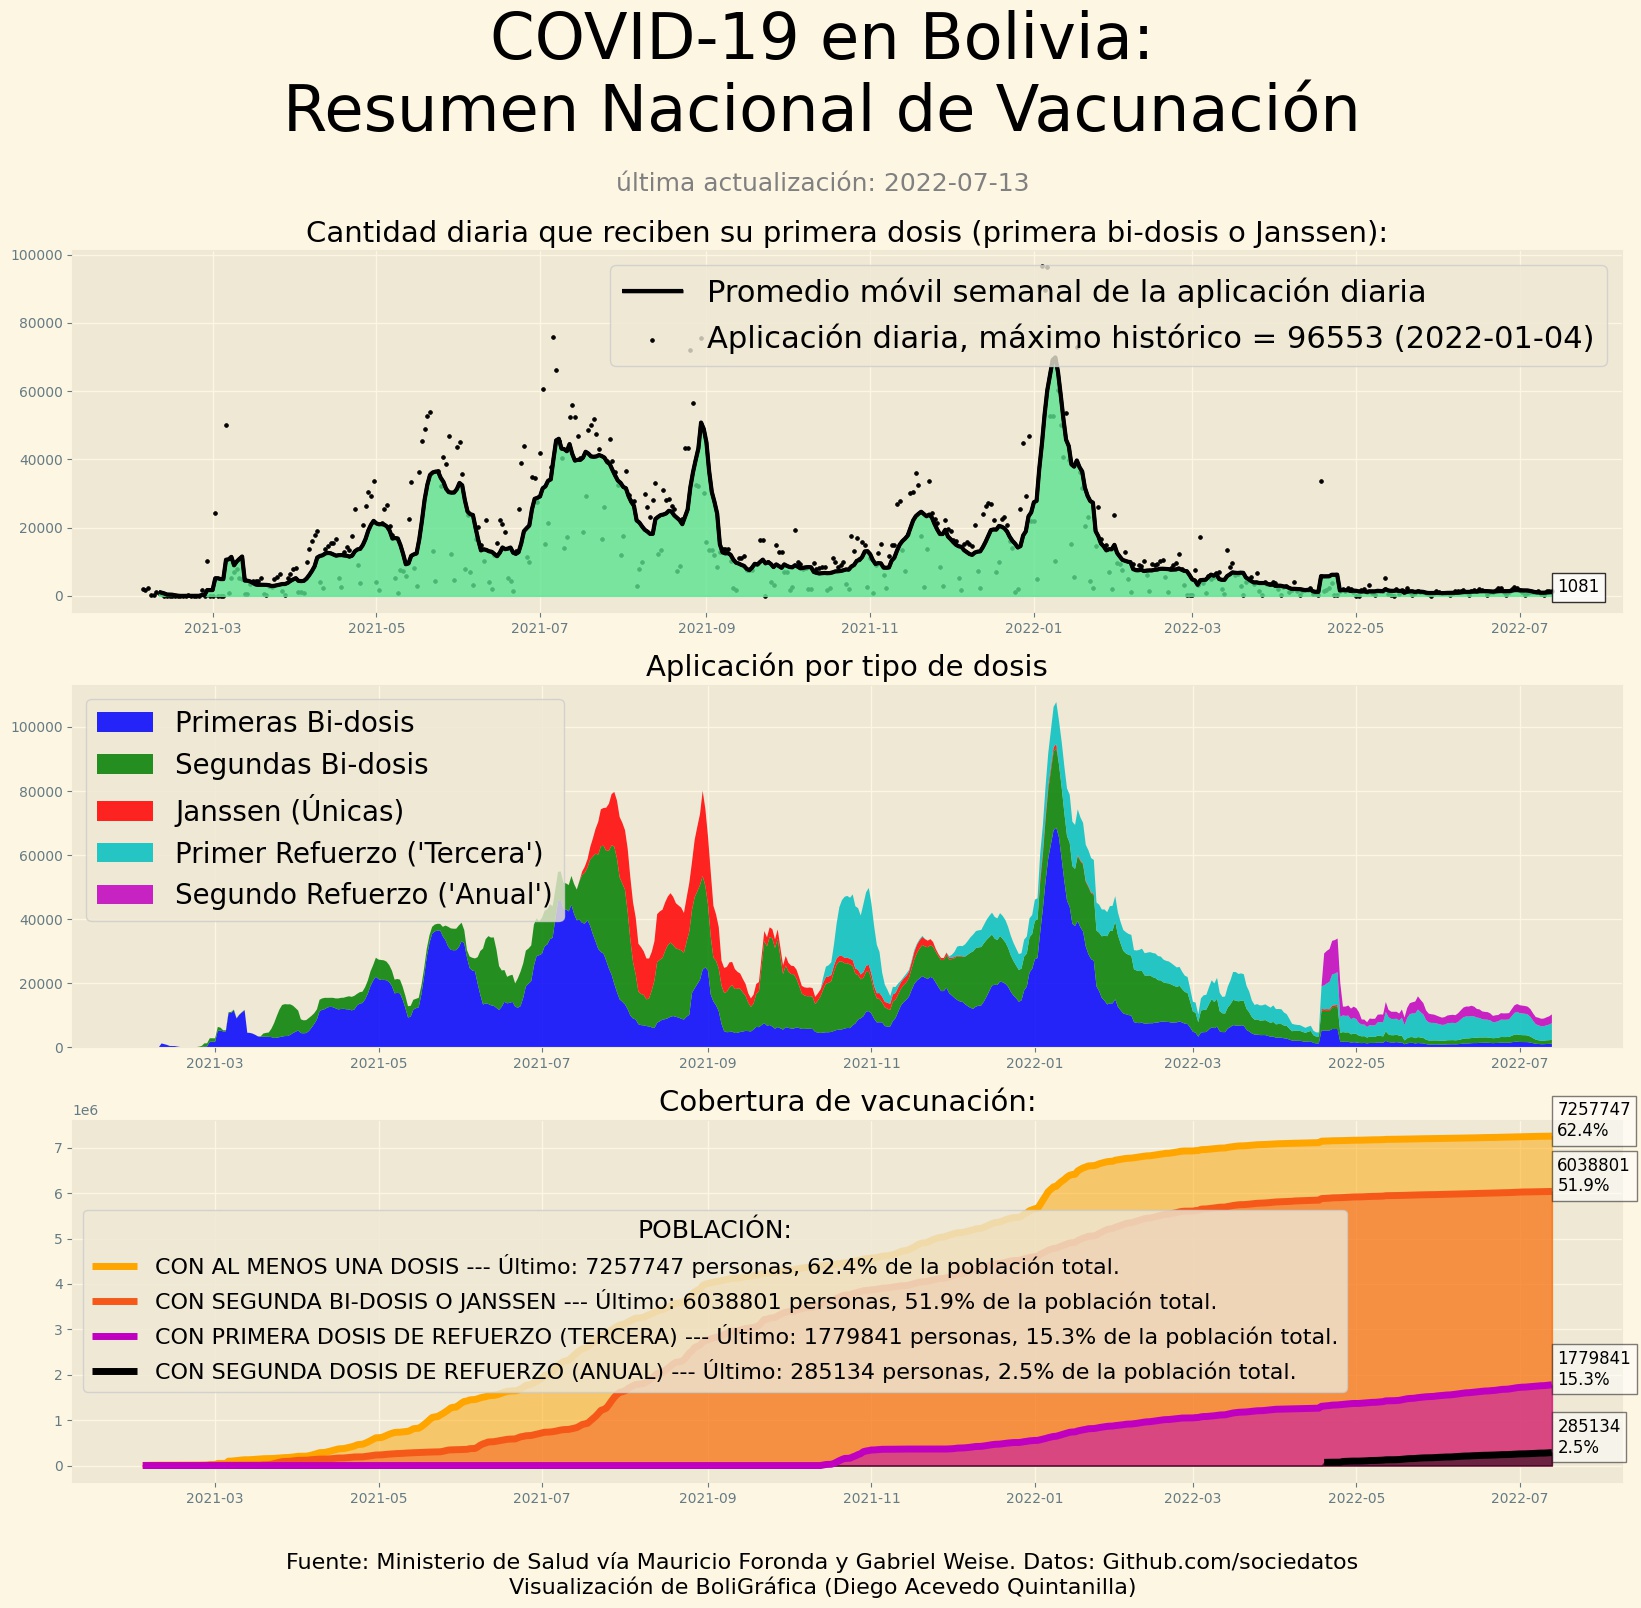 COVID-19 en Bolivia:
Resumen Nacional de Vacunación
última actualización: 2022-07-13
Cantidad diaria que reciben su primera dosis (primera bi-dosis o Janssen):
100000
80000
60000
40000
20000
0
Promedio móvil semanal de la aplicación diaria
Aplicación diaria, máximo histórico = 96553 (2022-01-04)
1081
2021-03 2021-05 2021-07 2021-09 2021-11 2022-01 2022-03 2022-05 2022-07
Aplicación por tipo de dosis
100000
80000
60000
40000
20000
0
Primeras Bi-dosis
Segundas Bi-dosis
Janssen (Únicas)
Primer Refuerzo ('Tercera')
Segundo Refuerzo ('Anual')
2021-03 2021-05 2021-07 2021-09 2021-11 2022-01 2022-03 2022-05 2022-07
Cobertura de vacunación:
1e6
7
6
5
4
3
2
1
0
POBLACIÓN:
CON AL MENOS UNA DOSIS --- Último: 7257747 personas, 62.4% de la población total.
CON SEGUNDA BI-DOSIS O JANSSEN --- Último: 6038801 personas, 51.9% de la población total.
CON PRIMERA DOSIS DE REFUERZO (TERCERA) --- Último: 1779841 personas, 15.3% de la población total.
CON SEGUNDA DOSIS DE REFUERZO (ANUAL) --- Último: 285134 personas, 2.5% de la población total.
7257747
62.4%
6038801
51.9%
1779841
15.3%
285134
2.5%
2021-03 2021-05 2021-07 2021-09 2021-11 2022-01 2022-03 2022-05 2022-07
Fuente: Ministerio de Salud vía Mauricio Foronda y Gabriel Weise. Datos: Github.com/sociedatos
Visualización de BoliGráfica (Diego Acevedo Quintanilla)